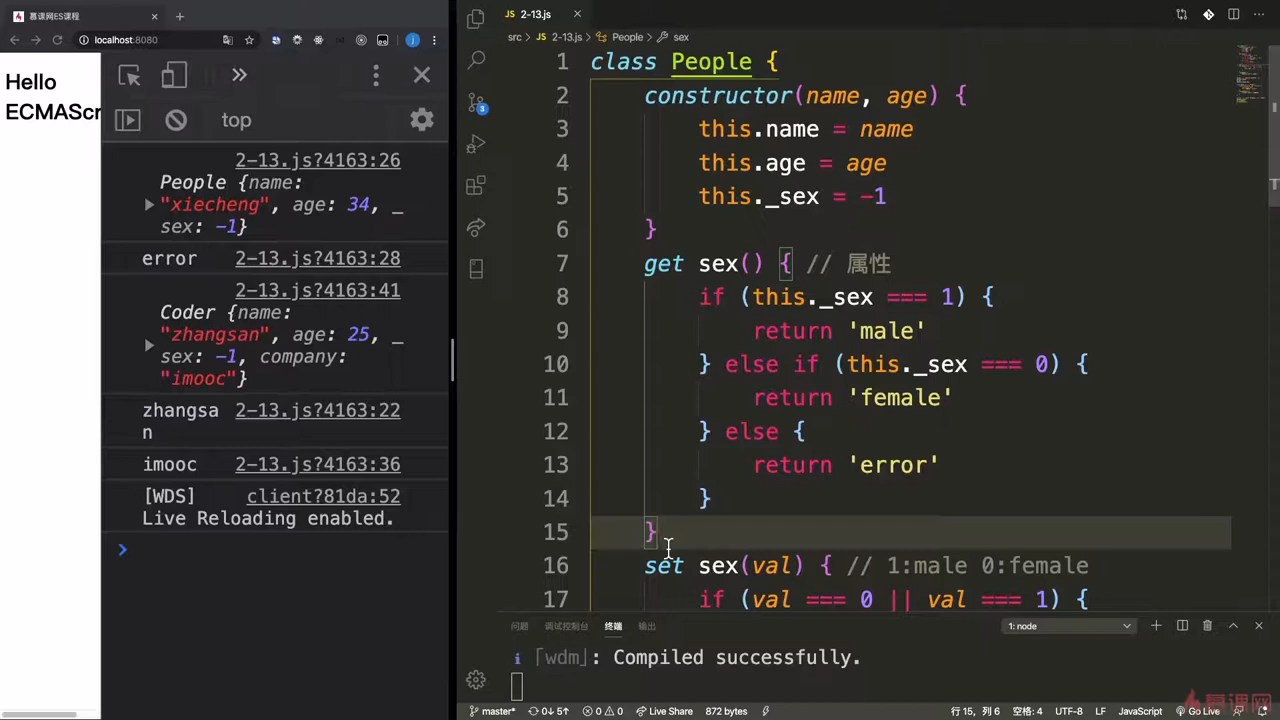 慕课网ES课程
localhost:8080
Hello
ECMAScr
top
2-13.js?4163:26
People {name:
"xiecheng", age: 34, _
sex: -1}
error 2-13.js?4163:28
2-13.js?4163:41
Coder {name:
"zhangsan", age: 25, _
sex: -1, company:
"imooc"}
zhangsa 2-13.js?4163:22
n
imooc 2-13.js?4163:36
[WDS] client?81da:52
Live Reloading enabled.
JS 2-13.js
src > JS 2-13.js > People > sex
1 class People {
2 constructor(name, age) {
3 this.name = name
4 this.age = age
5 this._sex = -1
6 }
7 get sex() { // 属性
8 if (this._sex === 1) {
9 return 'male'
10 } else if (this._sex === 0) {
11 return 'female'
12 } else {
13 return 'error'
14 }
15 }
16 set sex(val) { // 1:male 0:female
17 if (val === 0 || val === 1) {
3
问题 调试控制台 终端 输出
1: node
i ｢wdm｣: Compiled successfully.
master* 0↓ 5↑ 0 0 Live Share 872 bytes 行 15, 列 6 空格: 4 UTF-8 LF JavaScript Go Live
慕课网